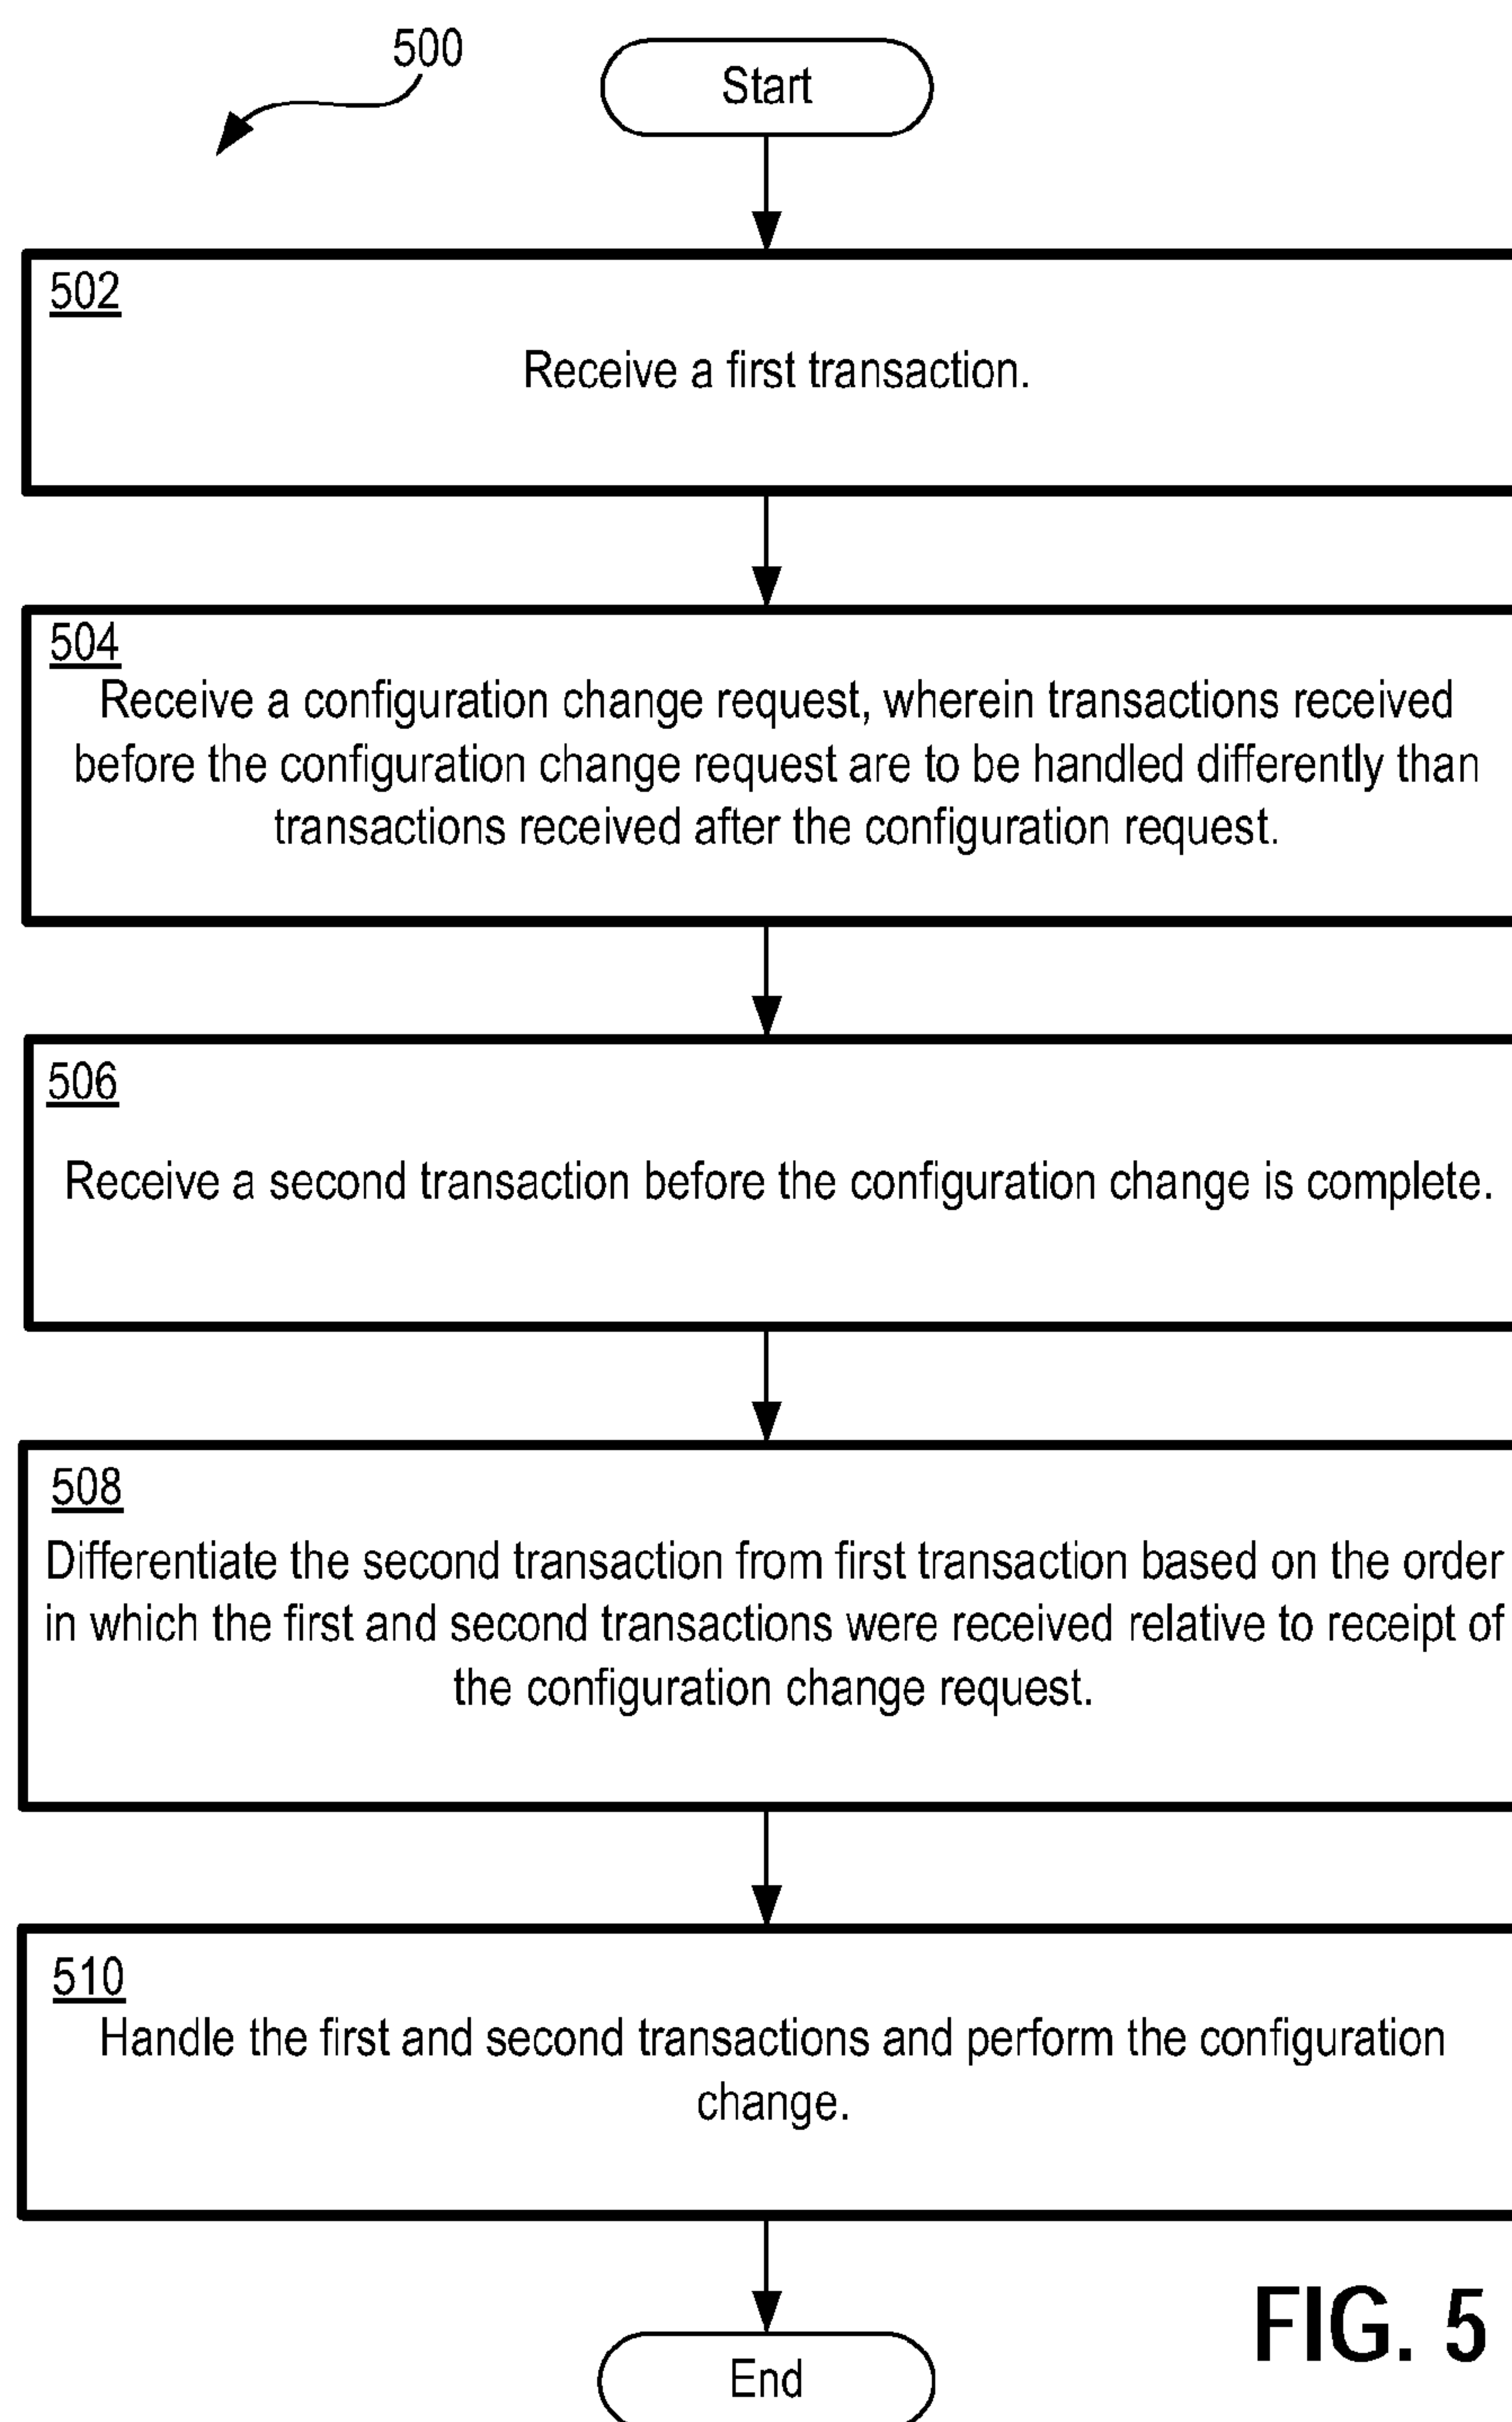 500
Start
502
Receive a first transaction.
504
Receive a configuration change request, wherein transactions received
before the configuration change request are to be handled differently than
transactions received after the configuration request.
506
Receive a second transaction before the configuration change is complete.
508
Differentiate the second transaction from first transaction based on the order
in which the first and second transactions were received relative to receipt of
the configuration change request.
510
Handle the first and second transactions and perform the configuration
change.
End
FIG. 5